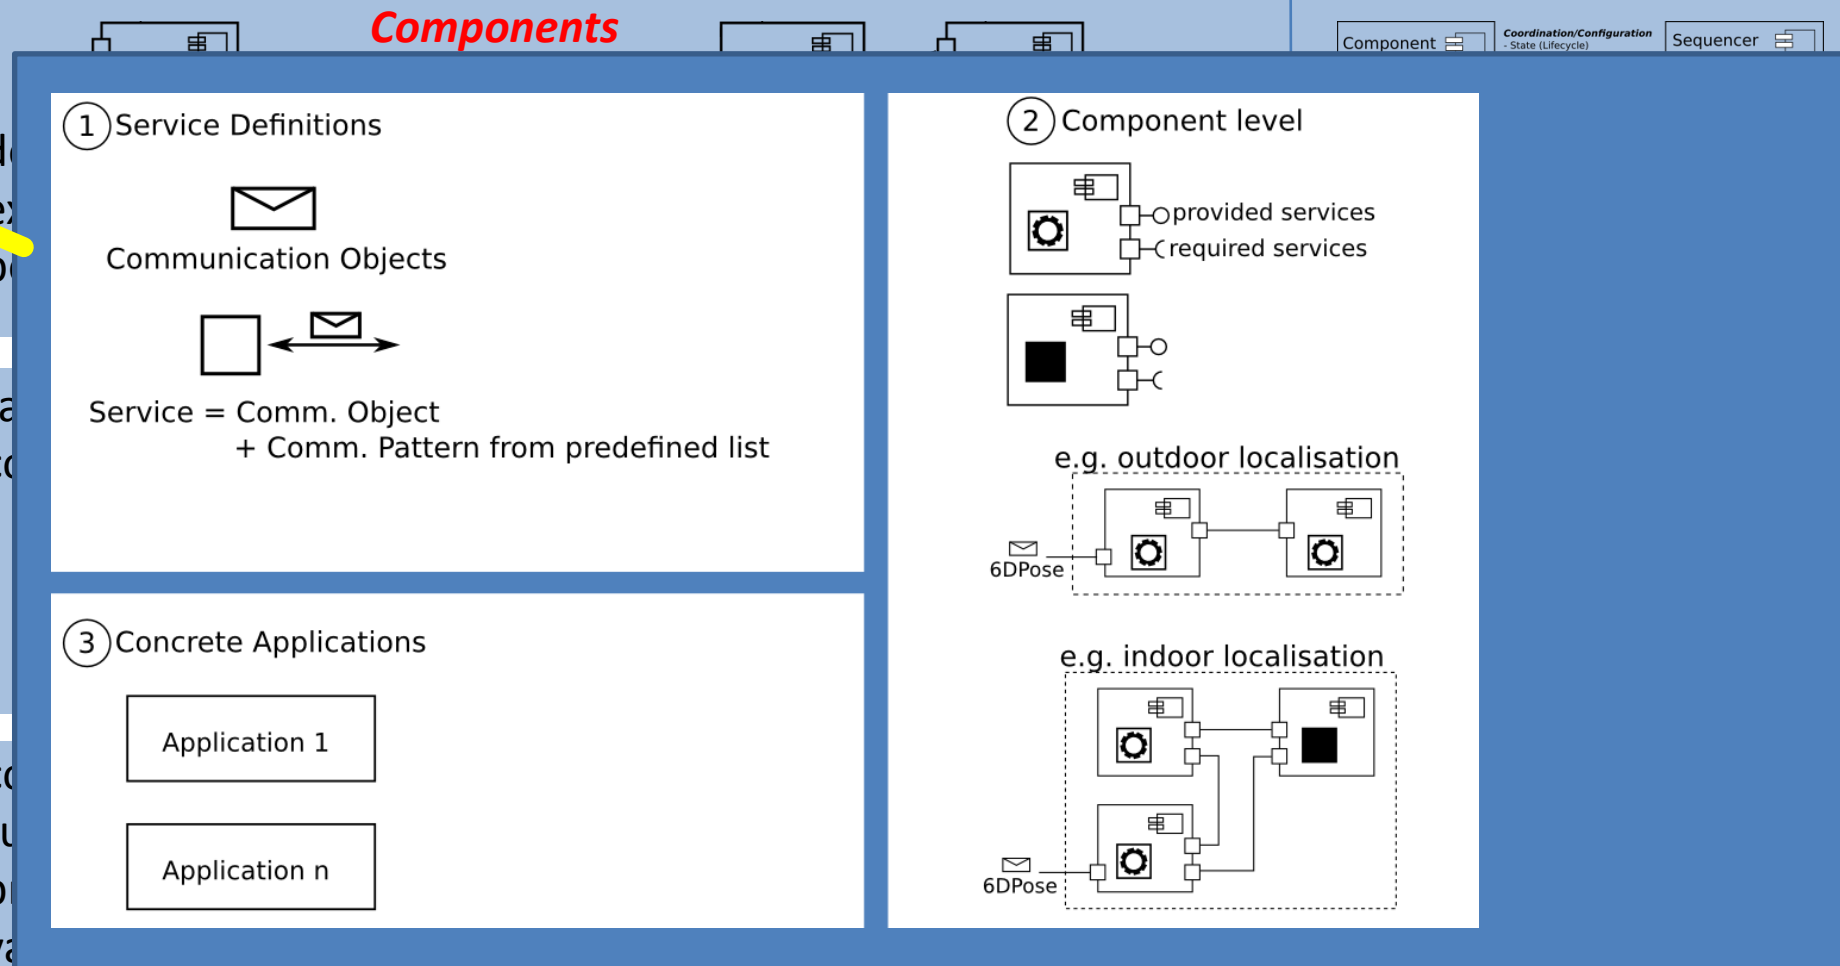 Components
Component
Coordination/Configuration
- State (Lifecycle)
Sequencer
1 Service Definitions
Communication Objects
Service = Comm. Object
+ Comm. Pattern from predefined list
2 Component level
provided services
required services
e.g. outdoor localisation
6DPose
e.g. indoor localisation
6DPose
3 Concrete Applications
Application 1
Application n